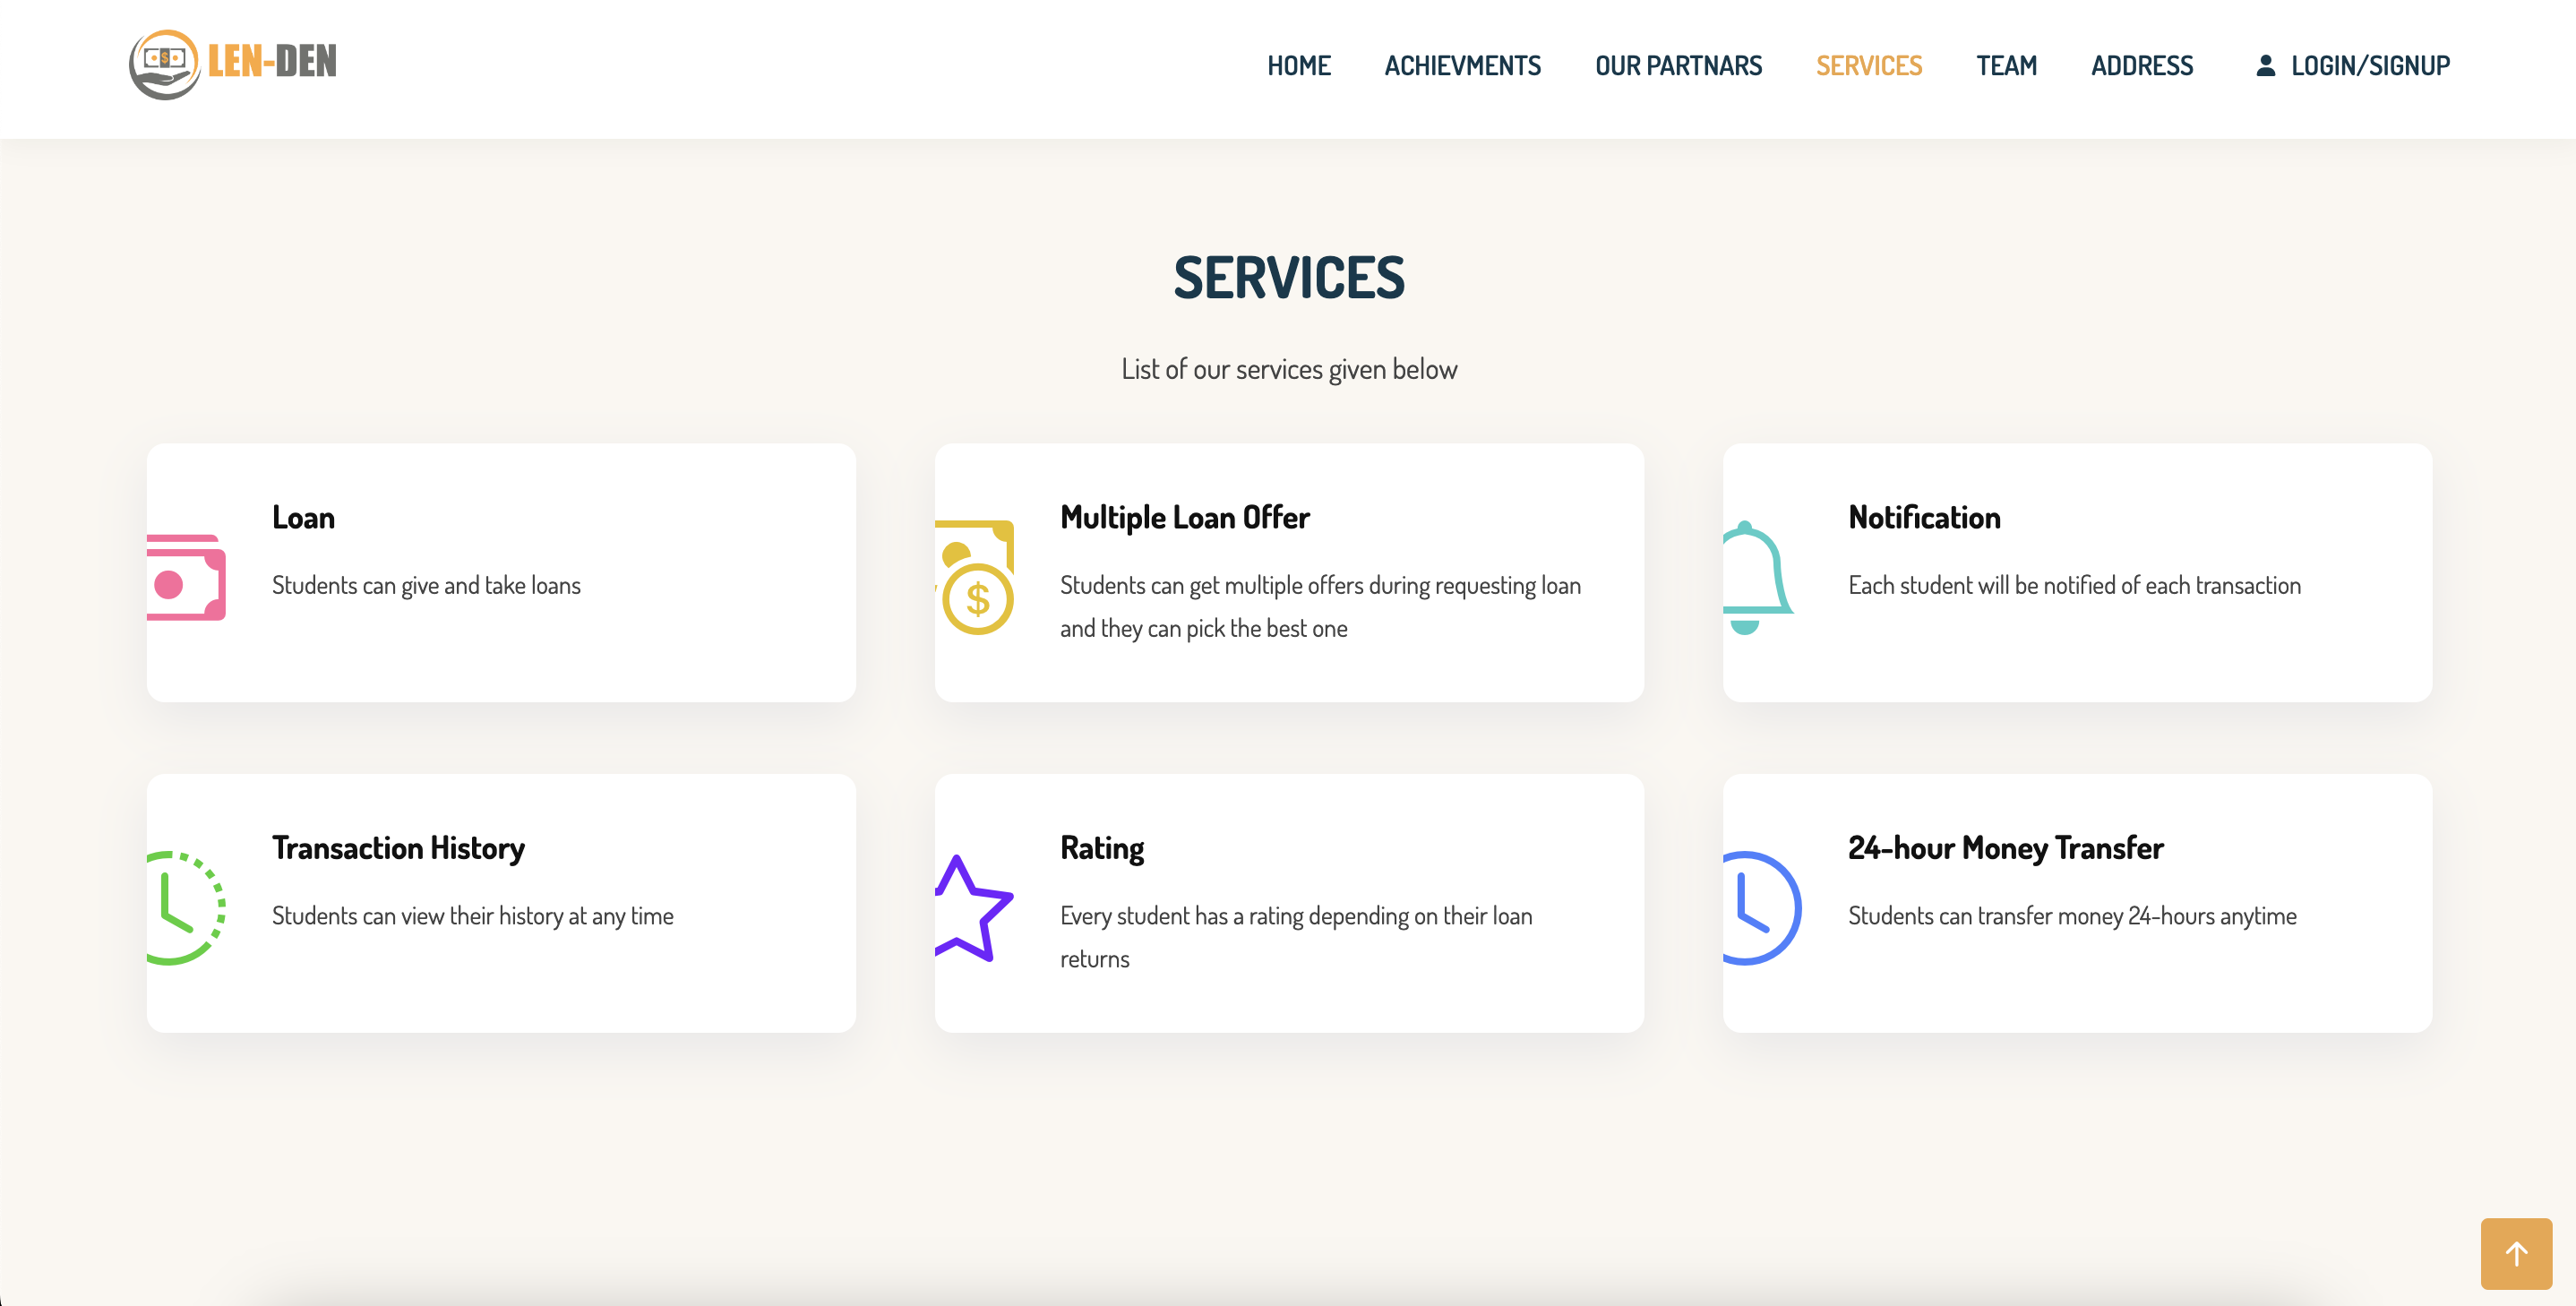 LEN-DEN
HOME
ACHIEVMENTS
OUR PARTNARS
SERVICES
TEAM
ADDRESS
LOGIN/SIGNUP
SERVICES
List of our services given below
Loan
Students can give and take loans
Multiple Loan Offer
Students can get multiple offers during requesting loan
and they can pick the best one
Notification
Each student will be notified of each transaction
Transaction History
Students can view their history at any time
Rating
Every student has a rating depending on their loan
returns
24-hour Money Transfer
Students can transfer money 24-hours anytime